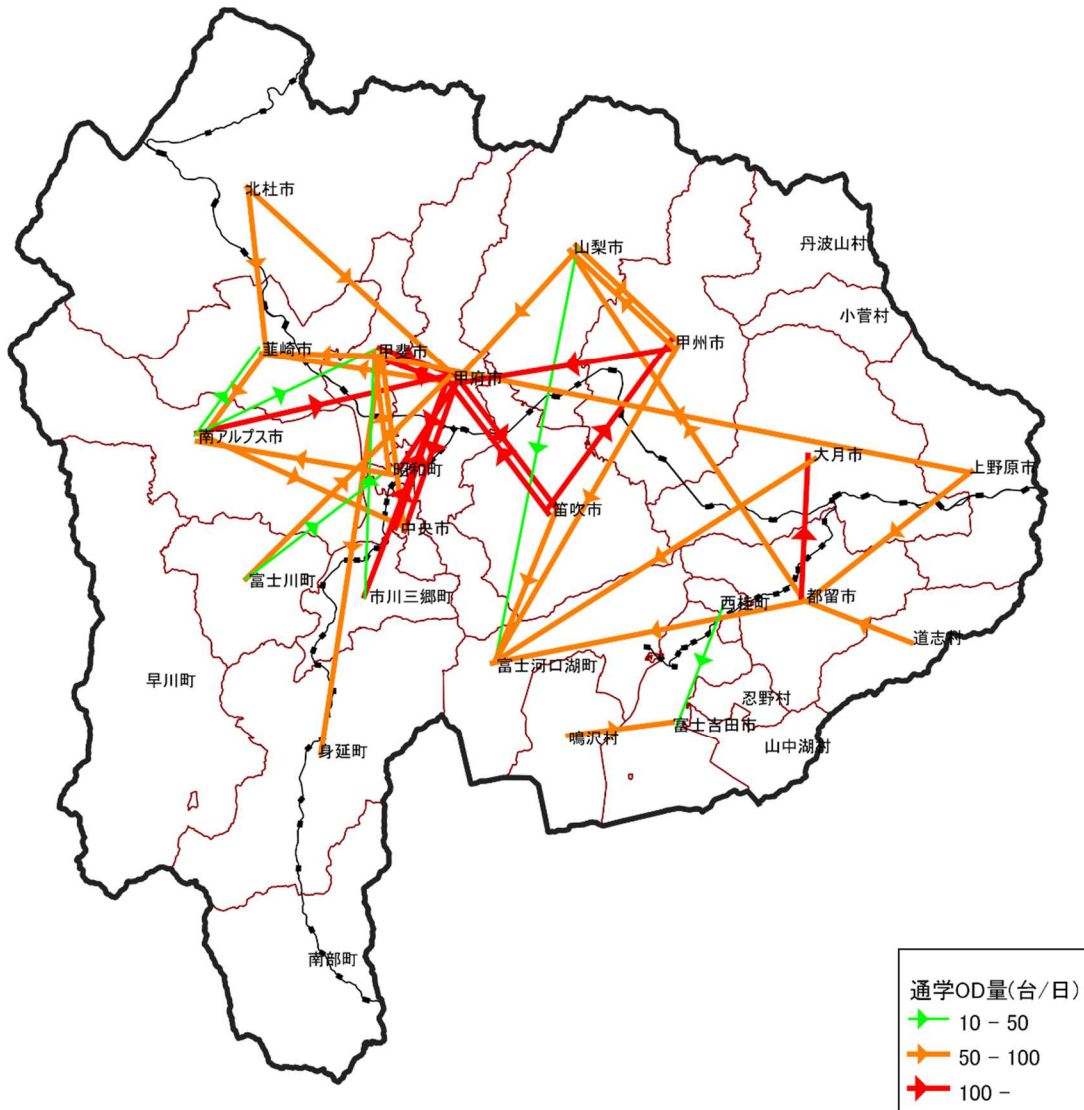 北杜市
山梨市
丹波山村
小菅村
韮崎市
甲斐市
甲府市
甲州市
南アルプス市
昭和町
大月市
上野原市
中央市
笛吹市
富士川町
市川三郷町
西桂町
都留市
道志村
富士河口湖町
早川町
忍野村
富士吉田市
鳴沢村
山中湖村
身延町
南部町
通学OD量(台/日)
10 - 50
50 - 100
100 -